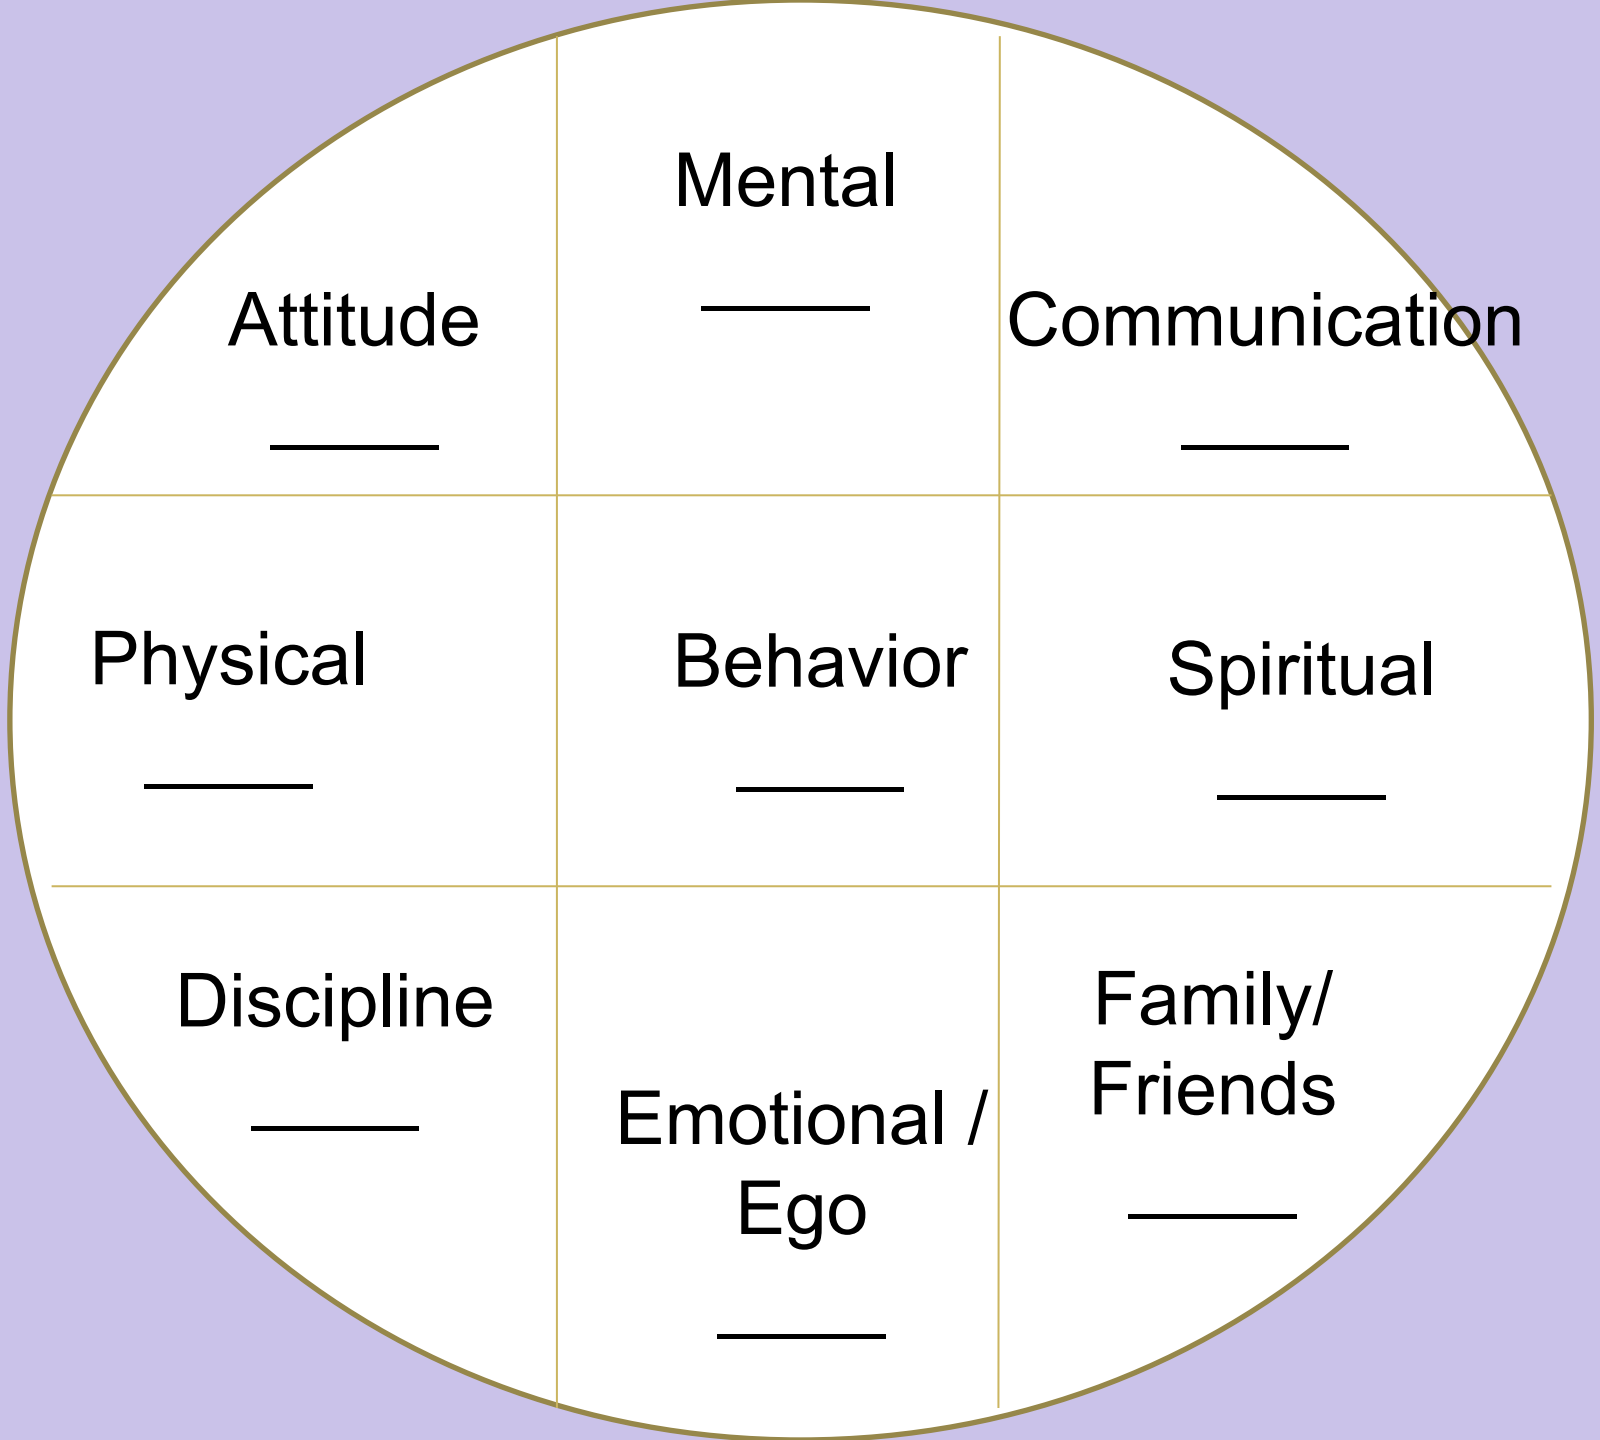 Attitude
Mental
Communication
Physical
Behavior
Spiritual
Discipline
Emotional /
Ego
Family/
Friends